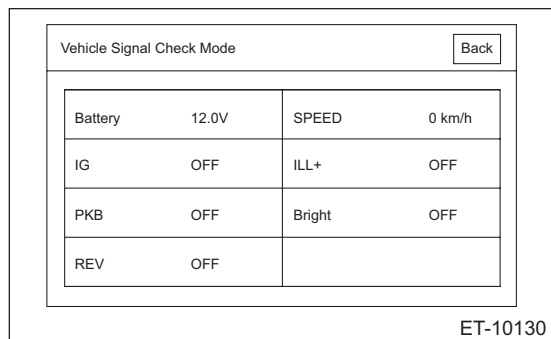 Vehicle Signal Check Mode Back
Battery 12.0V SPEED 0 km/h
IG OFF ILL+ OFF
PKB OFF Bright OFF
REV OFF
ET-10130